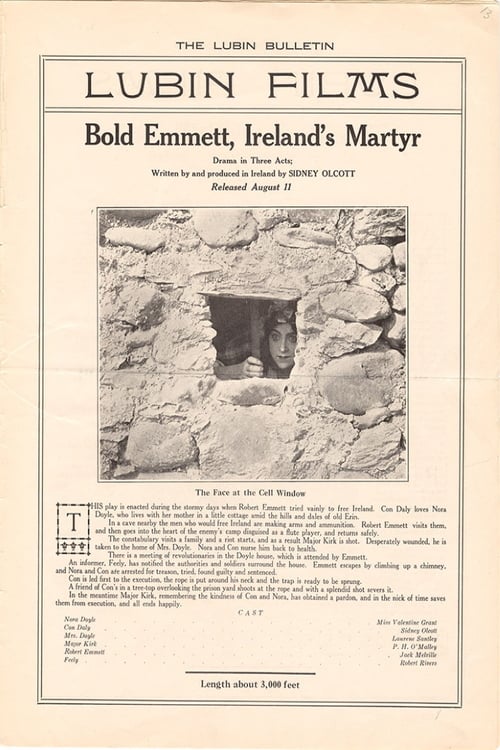 13
THE LUBIN BULLETIN
LUBIN FILMS
Bold Emmett, Ireland's Martyr
Drama in Three Acts;
Written by and produced in Ireland by SIDNEY OLCOTT
Released August 11
The Face at the Cell Window
THIS play is enacted during the stormy days when Robert Emmett tried vainly to free Ireland. Con Daly loves Nora
Doyle, who lives with her mother in a little cottage amid the hills and dales of old Erin.
In a cave nearby the men who would free Ireland are making arms and ammunition. Robert Emmett visits them,
and then goes into the heart of the enemy's camp disguised as a flute player, and returns safely.
The constabulary visits a family and a riot starts, and as a result Major Kirk is shot. Desperately wounded, he is
taken to the home of Mrs. Doyle. Nora and Con nurse him back to health.
There is a meeting of revolutionaries in the Doyle house, which is attended by Emmett.
An informer, Feely, has notified the authorities and soldiers surround the house. Emmett escapes by climbing up a chimney,
and Nora and Con are arrested for treason, tried, found guilty and sentenced.
Con is led first to the execution, the rope is put around his neck and the trap is ready to be sprung.
A friend of Con's in a tree-top overlooking the prison yard shoots at the rope and with a splendid shot severs it.
In the meantime Major Kirk, remembering the kindness of Con and Nora, has obtained a pardon, and in the nick of time saves
them from execution, and all ends happily.
CAST
Nora Doyle . . . Miss Valentine Grant
Con Daly . . . Sidney Olcott
Mrs. Doyle . . . Laurene Santley
Major Kirk . . . P. H. O'Malley
Robert Emmett . . . Jack Melville
Feely . . . Robert Rivers
Length about 3,000 feet